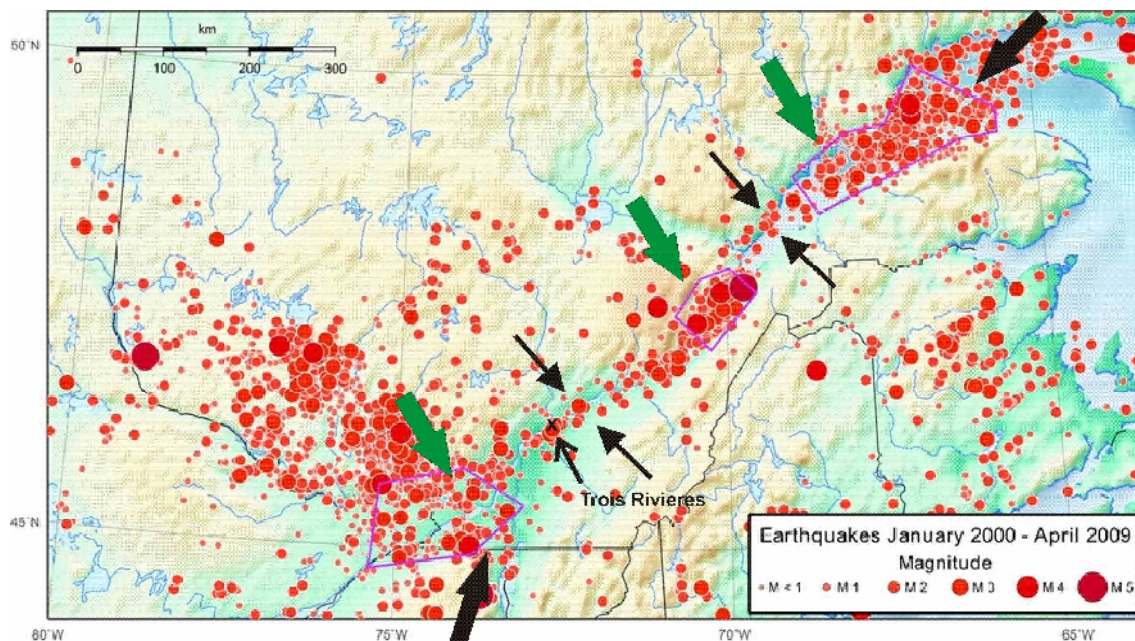 50°N
km
0 100 200 300
X
Trois Rivieres
45°N
Earthquakes January 2000 - April 2009
Magnitude
M < 1 M 1 M 2 M 3 M 4 M 5
80°W 75°W 70°W 65°W